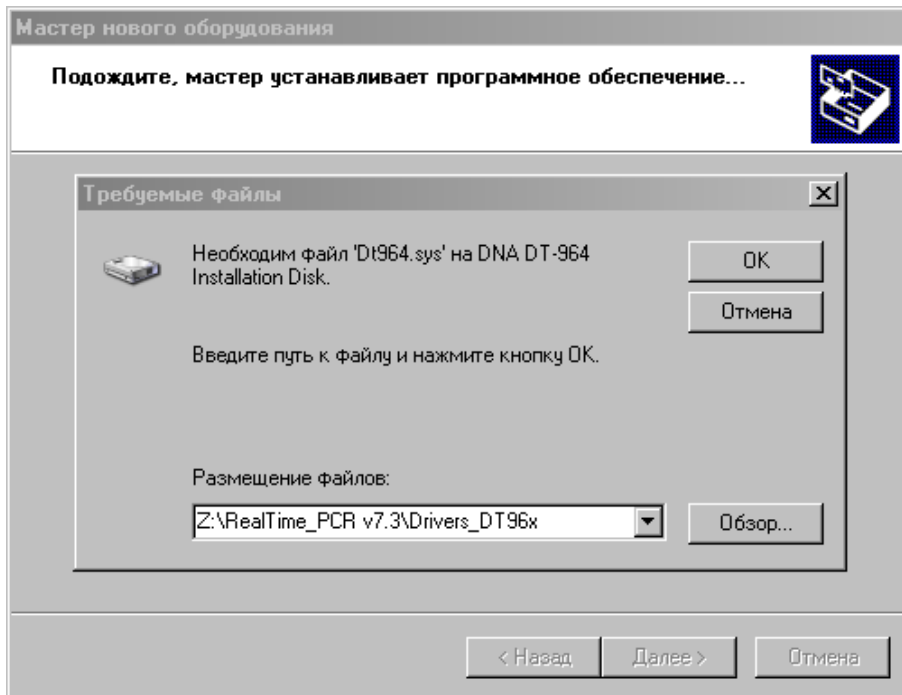 Мастер нового оборудования
Подождите, мастер устанавливает программное обеспечение...
Требуемые файлы
Необходим файл 'Dt964.sys' на DNA DT-964
Installation Disk.
OK
Отмена
Введите путь к файлу и нажмите кнопку ОК.
Размещение файлов:
Z:\RealTime_PCR v7.3\Drivers_DT96x
Обзор...
< Назад
Далее >
Отмена